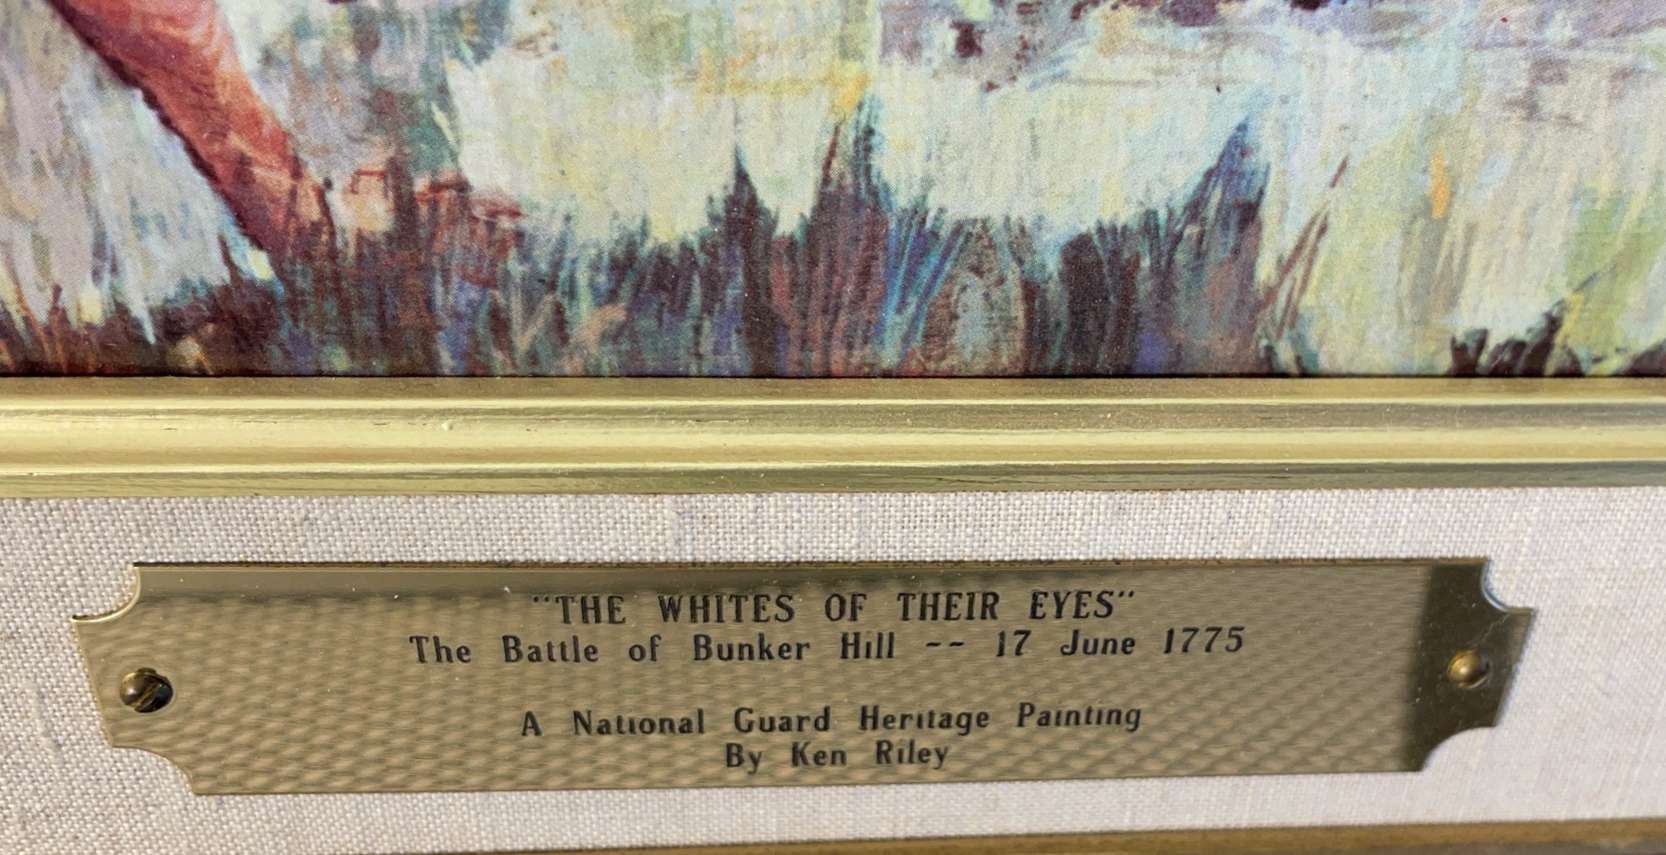 "THE WHITES OF THEIR EYES"
The Battle of Bunker Hill -- 17 June 1775
A National Guard Heritage Painting
By Ken Riley